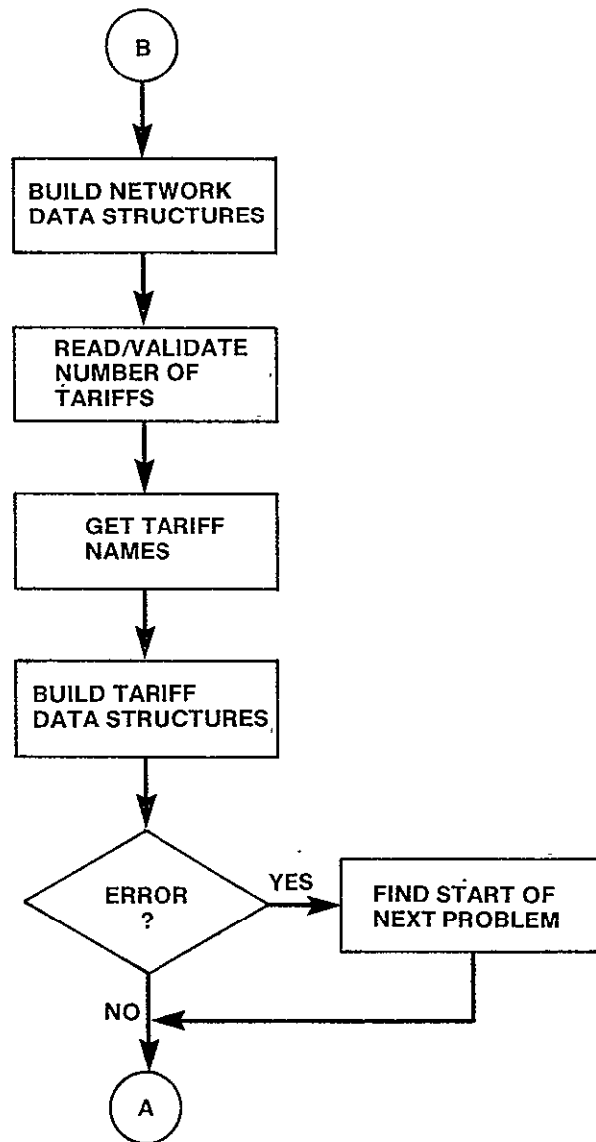 B
BUILD NETWORK
DATA STRUCTURES
READ/VALIDATE
NUMBER OF
TARIFFS
GET TARIFF
NAMES
BUILD TARIFF
DATA STRUCTURES
ERROR
?
YES
FIND START OF
NEXT PROBLEM
NO
A